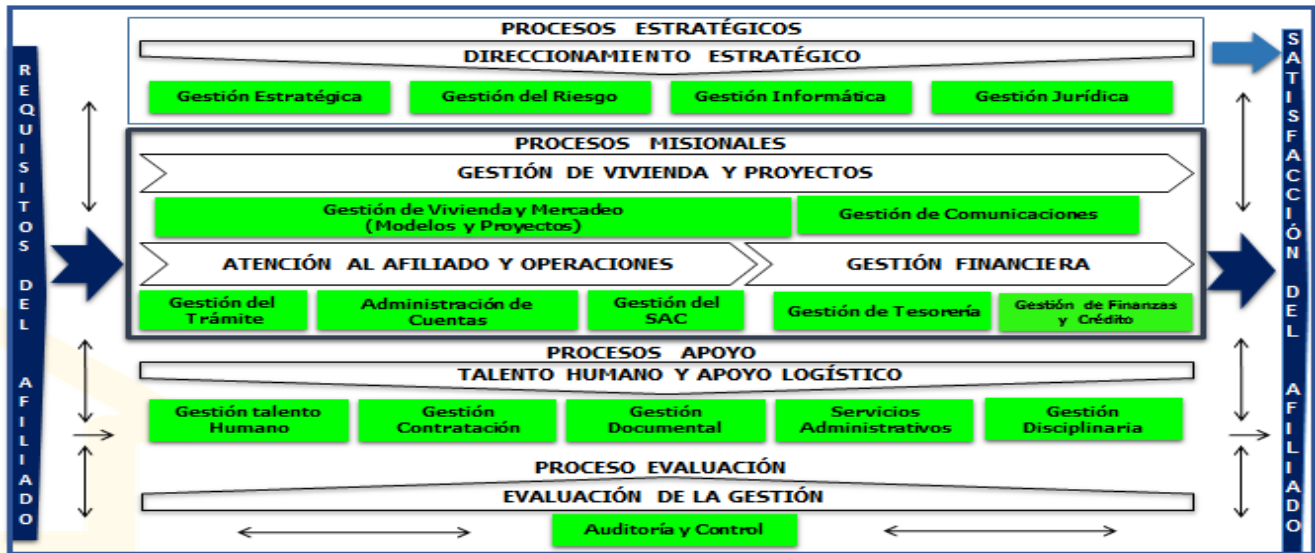 PROCESOS ESTRATÉGICOS
DIRECCIONAMIENTO ESTRATÉGICO
Gestión Estratégica
Gestión del Riesgo
Gestión Informática
Gestión Jurídica
REQUISITOS DEL AFILIADO
PROCESOS MISIONALES
GESTIÓN DE VIVIENDA Y PROYECTOS
Gestión de Vivienda y Mercadeo
(Modelos y Proyectos)
Gestión de Comunicaciones
ATENCIÓN AL AFILIADO Y OPERACIONES
GESTIÓN FINANCIERA
Gestión del
Trámite
Administración de
Cuentas
Gestión del
SAC
Gestión de Tesorería
Gestión de Finanzas
y Crédito
SATISFACCIÓN DEL AFILIADO
PROCESOS APOYO
TALENTO HUMANO Y APOYO LOGÍSTICO
Gestión talento
Humano
Gestión
Contratación
Gestión
Documental
Servicios
Administrativos
Gestión
Disciplinaria
PROCESO EVALUACIÓN
EVALUACIÓN DE LA GESTIÓN
Auditoría y Control